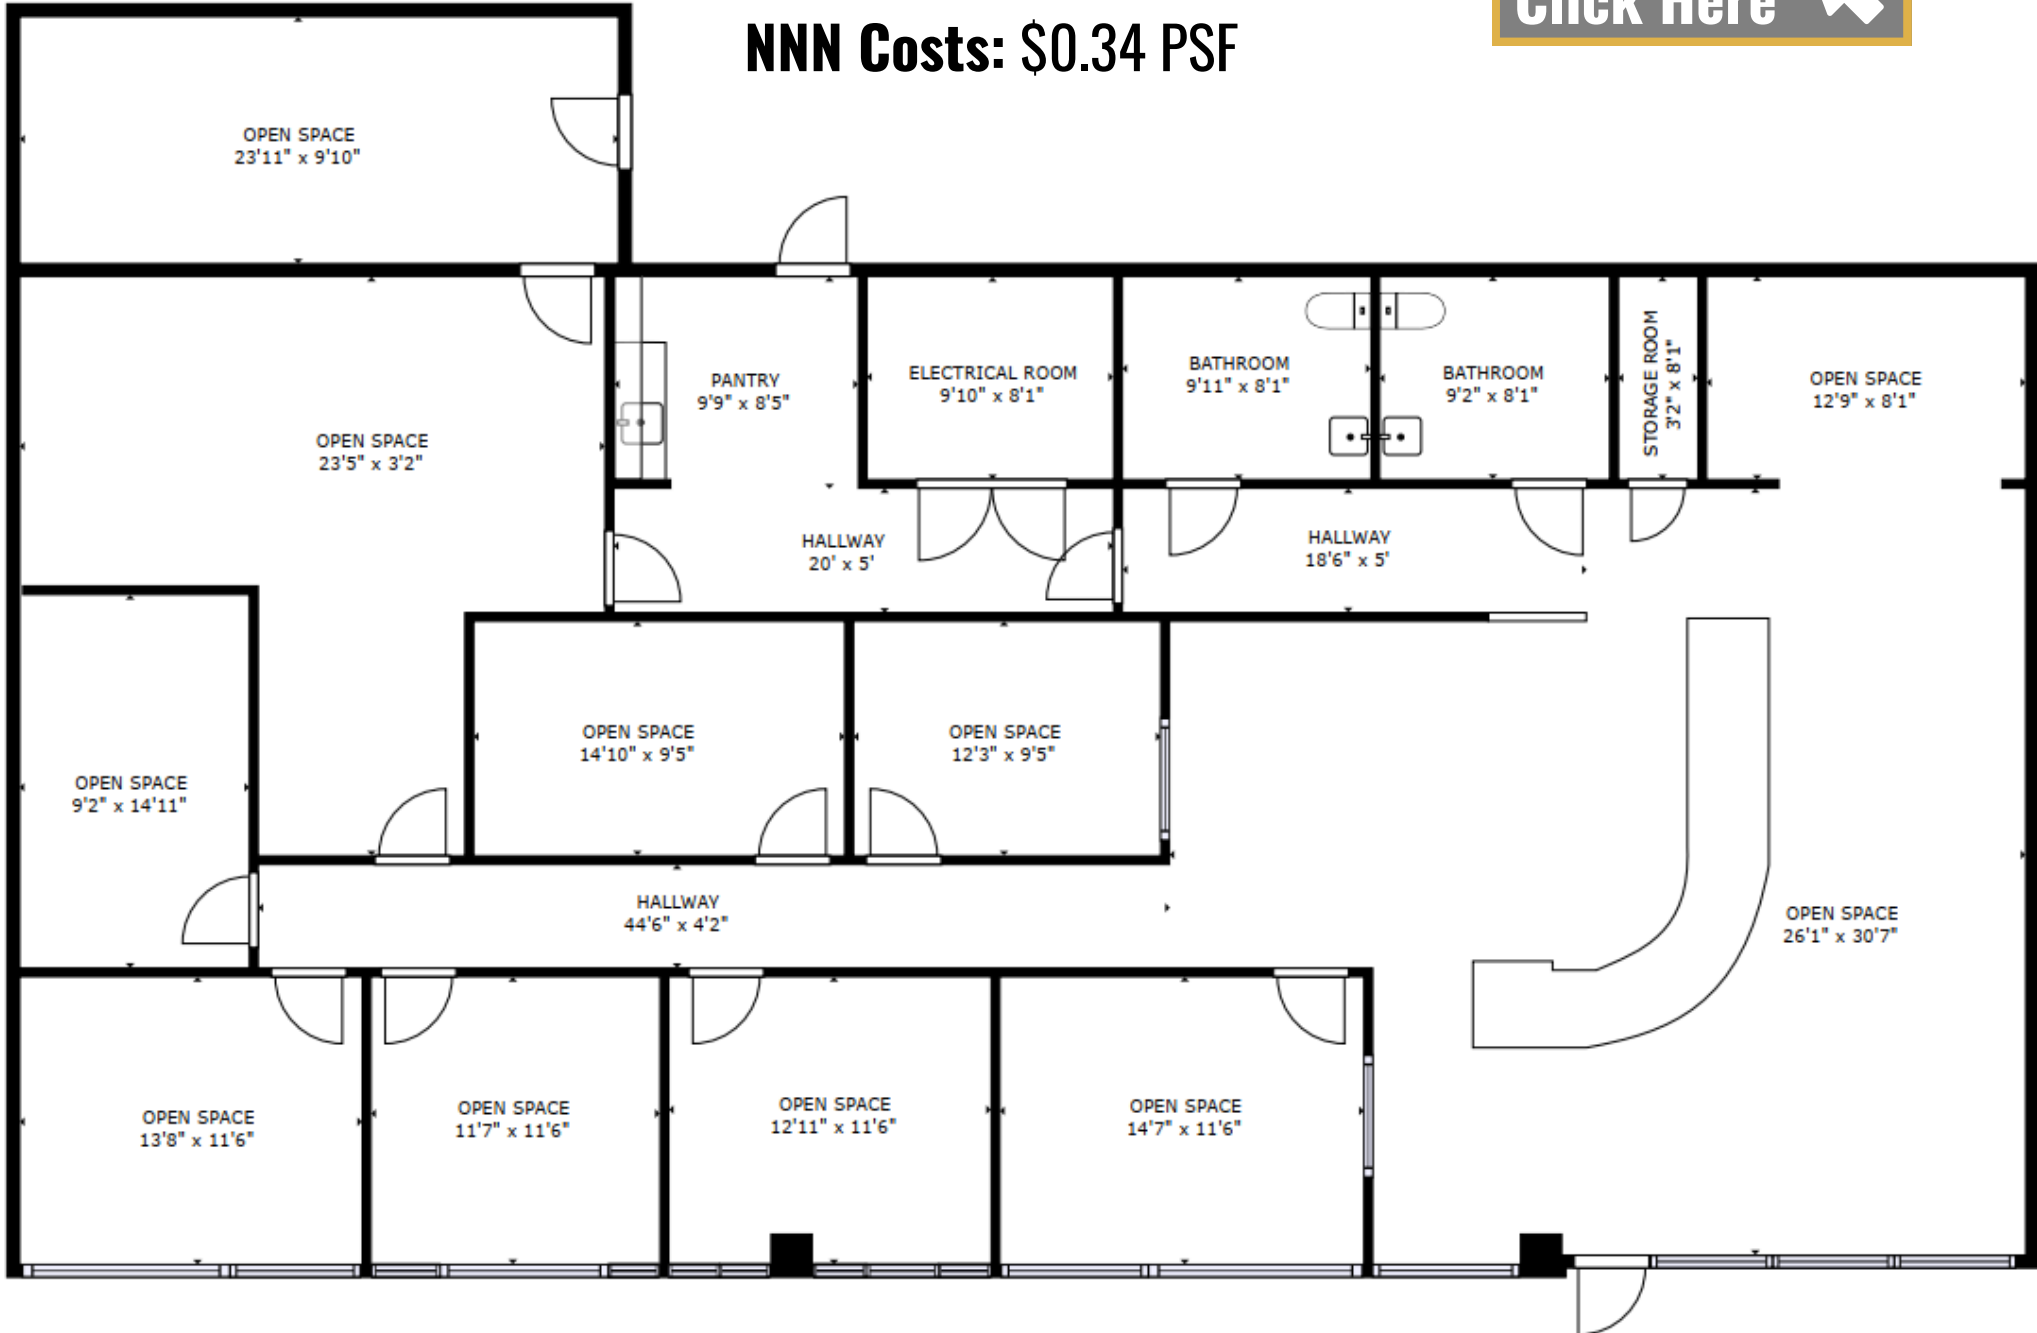 Click Here
NNN Costs: $0.34 PSF
OPEN SPACE
23'11" x 9'10"
OPEN SPACE
23'5" x 3'2"
PANTRY
9'9" x 8'5"
ELECTRICAL ROOM
9'10" x 8'1"
BATHROOM
9'11" x 8'1"
BATHROOM
9'2" x 8'1"
STORAGE ROOM
3'2" x 8'1"
OPEN SPACE
12'9" x 8'1"
HALLWAY
20' x 5'
HALLWAY
18'6" x 5'
OPEN SPACE
9'2" x 14'11"
OPEN SPACE
14'10" x 9'5"
OPEN SPACE
12'3" x 9'5"
HALLWAY
44'6" x 4'2"
OPEN SPACE
26'1" x 30'7"
OPEN SPACE
13'8" x 11'6"
OPEN SPACE
11'7" x 11'6"
OPEN SPACE
12'11" x 11'6"
OPEN SPACE
14'7" x 11'6"